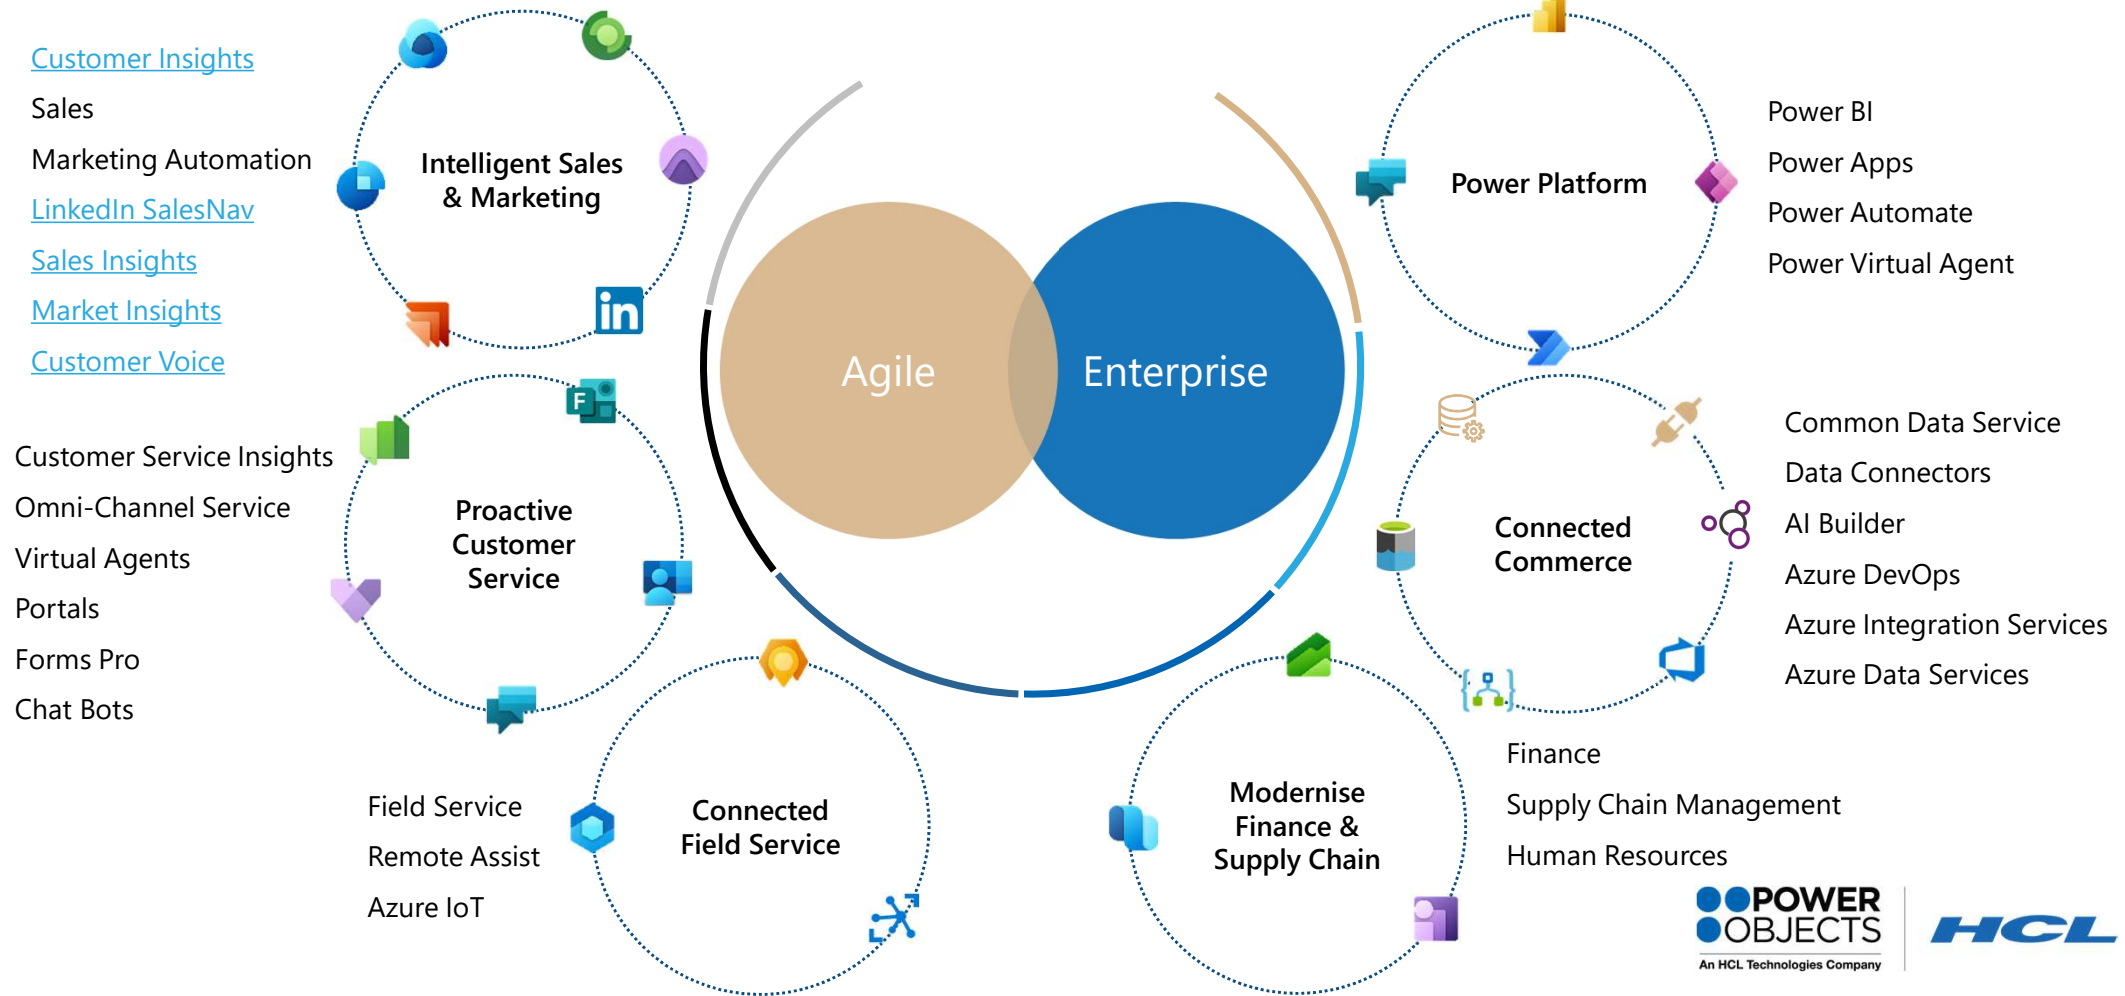 Customer Insights
Sales
Marketing Automation
LinkedIn SalesNav
Sales Insights
Market Insights
Customer Voice
Intelligent Sales
& Marketing
in
Customer Service Insights
Omni-Channel Service
Virtual Agents
Portals
Forms Pro
Chat Bots
F
Proactive
Customer
Service
Field Service
Remote Assist
Azure IoT
Connected
Field Service
Agile
Enterprise
Power Platform
Power BI
Power Apps
Power Automate
Power Virtual Agent
Connected
Commerce
Common Data Service
Data Connectors
AI Builder
Azure DevOps
Azure Integration Services
Azure Data Services
Modernise
Finance &
Supply Chain
Finance
Supply Chain Management
Human Resources
POWER
OBJECTS
An HCL Technologies Company
HCL